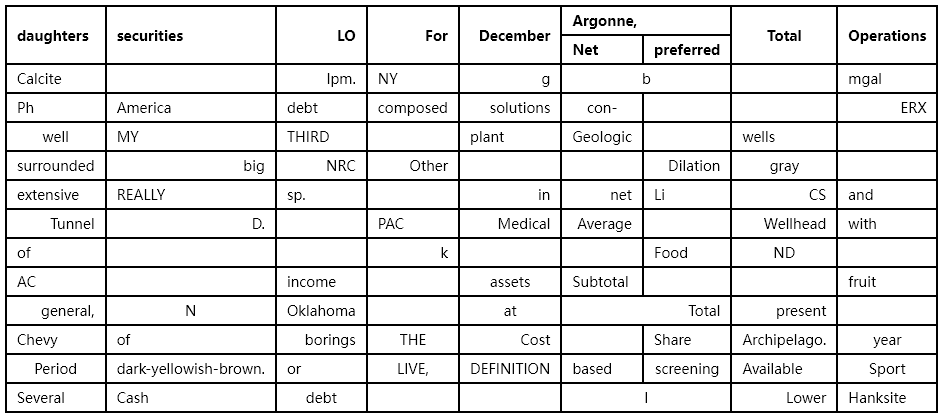 daughters securities LO For December Argonne, Net preferred Total Operations
Calcite lpm. NY g b mgal
Ph America debt composed solutions con- ERX
well MY THIRD plant Geologic wells
surrounded big NRC Other Dilation gray
extensive REALLY sp. in net Li CS and
Tunnel D. PAC Medical Average Wellhead with
of k Food ND
AC income assets Subtotal fruit
general, N Oklahoma at Total present
Chevy of borings THE Cost Share Archipelago. year
Period dark-yellowish-brown. or LIVE, DEFINITION based screening Available Sport
Several Cash debt I Lower Hanksite